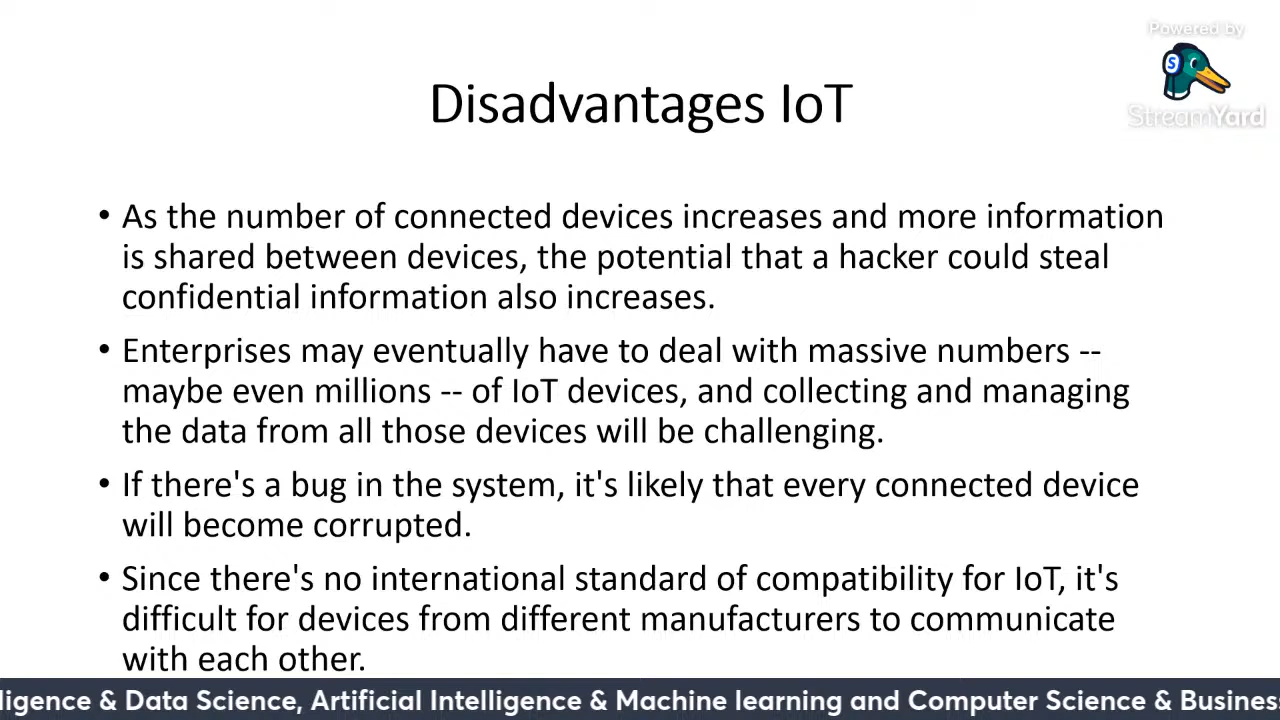 Powered by
S
StreamYard
Disadvantages IoT
• As the number of connected devices increases and more information
is shared between devices, the potential that a hacker could steal
confidential information also increases.
• Enterprises may eventually have to deal with massive numbers --
maybe even millions -- of IoT devices, and collecting and managing
the data from all those devices will be challenging.
• If there's a bug in the system, it's likely that every connected device
will become corrupted.
• Since there's no international standard of compatibility for IoT, it's
difficult for devices from different manufacturers to communicate
with each other.
ligence & Data Science, Artificial Intelligence & Machine learning and Computer Science & Busines